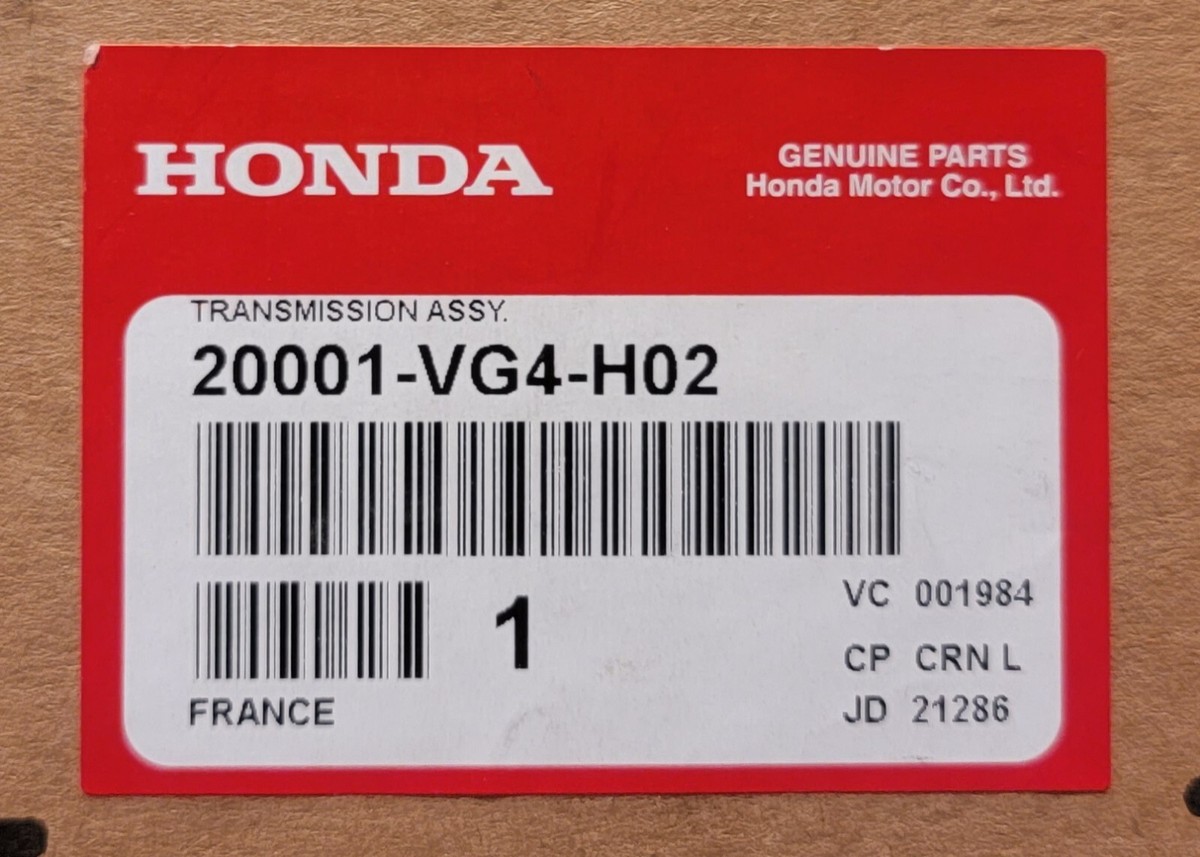 HONDA
GENUINE PARTS
Honda Motor Co., Ltd.
TRANSMISSION ASSY.
20001-VG4-H02
1
VC 001984
CP CRN L
FRANCE
JD 21286